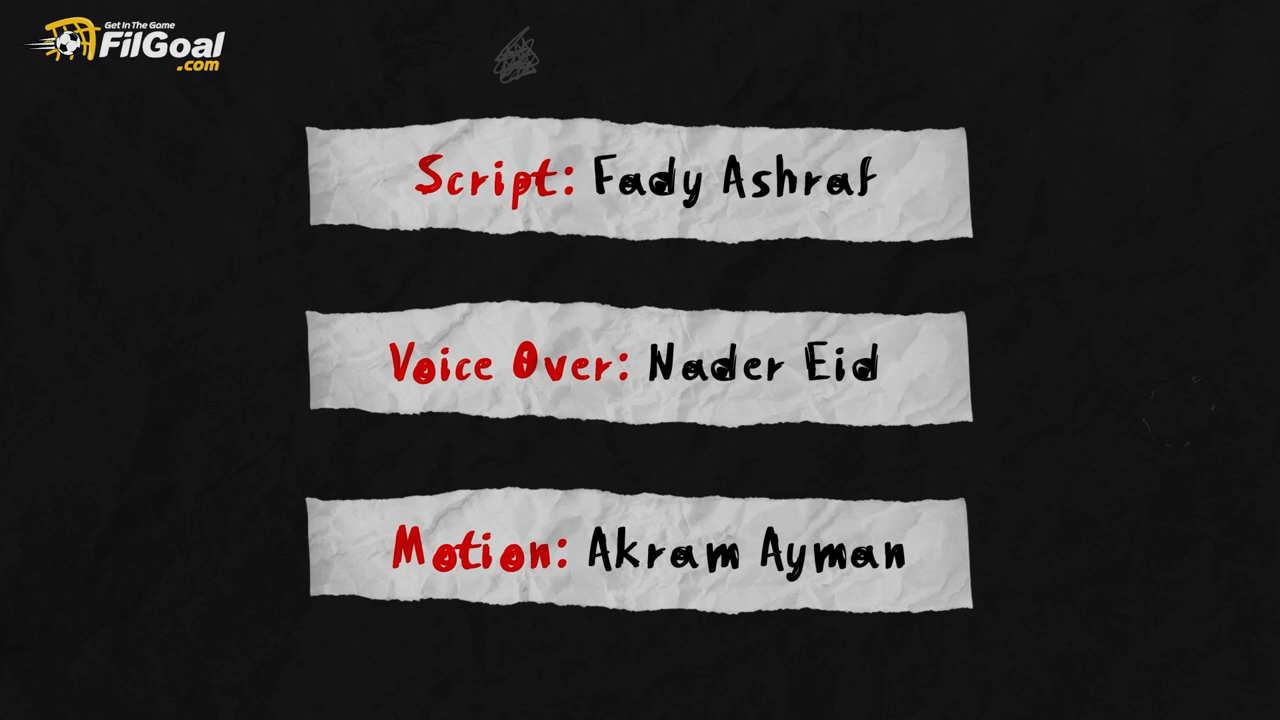 Get In The Game
FilGoal
.com
Script: Fady Ashraf
Voice Over: Nader Eid
Motion: Akram Ayman